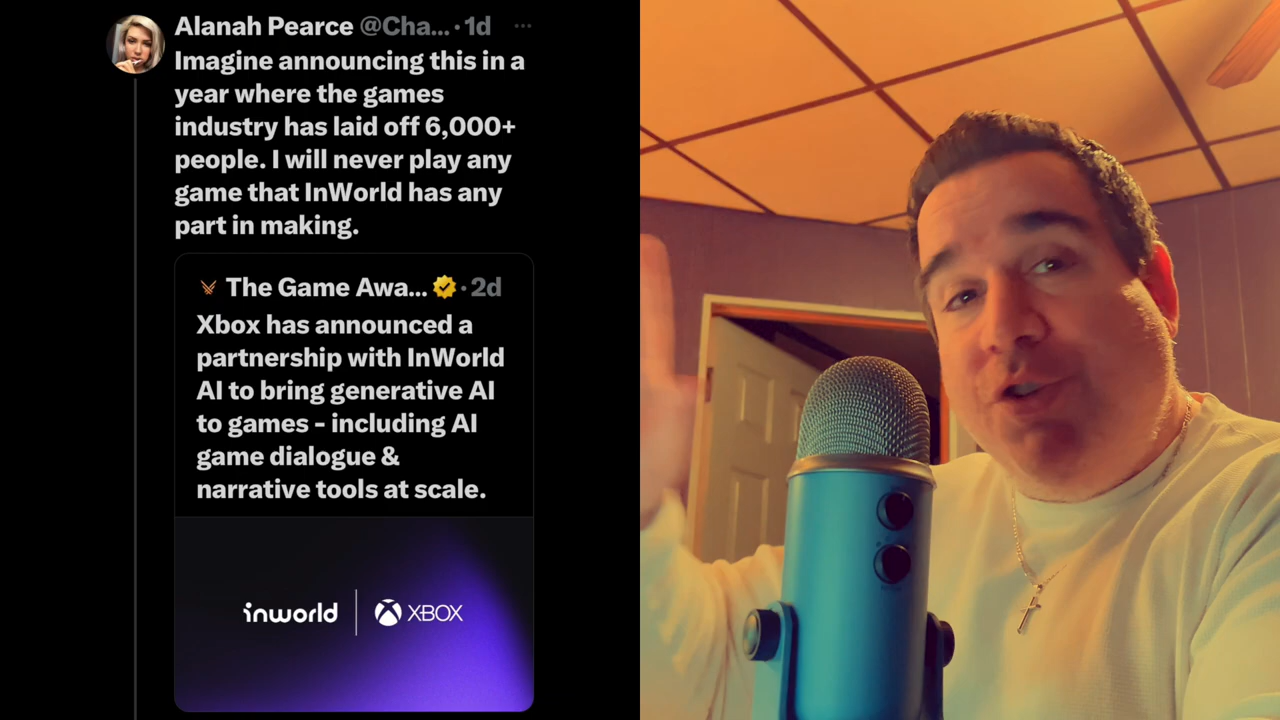 Alanah Pearce @Cha... · 1d ...
Imagine announcing this in a
year where the games
industry has laid off 6,000+
people. I will never play any
game that InWorld has any
part in making.
The Game Awa... · 2d
Xbox has announced a
partnership with InWorld
AI to bring generative AI
to games - including AI
game dialogue &
narrative tools at scale.
inworld | XBOX